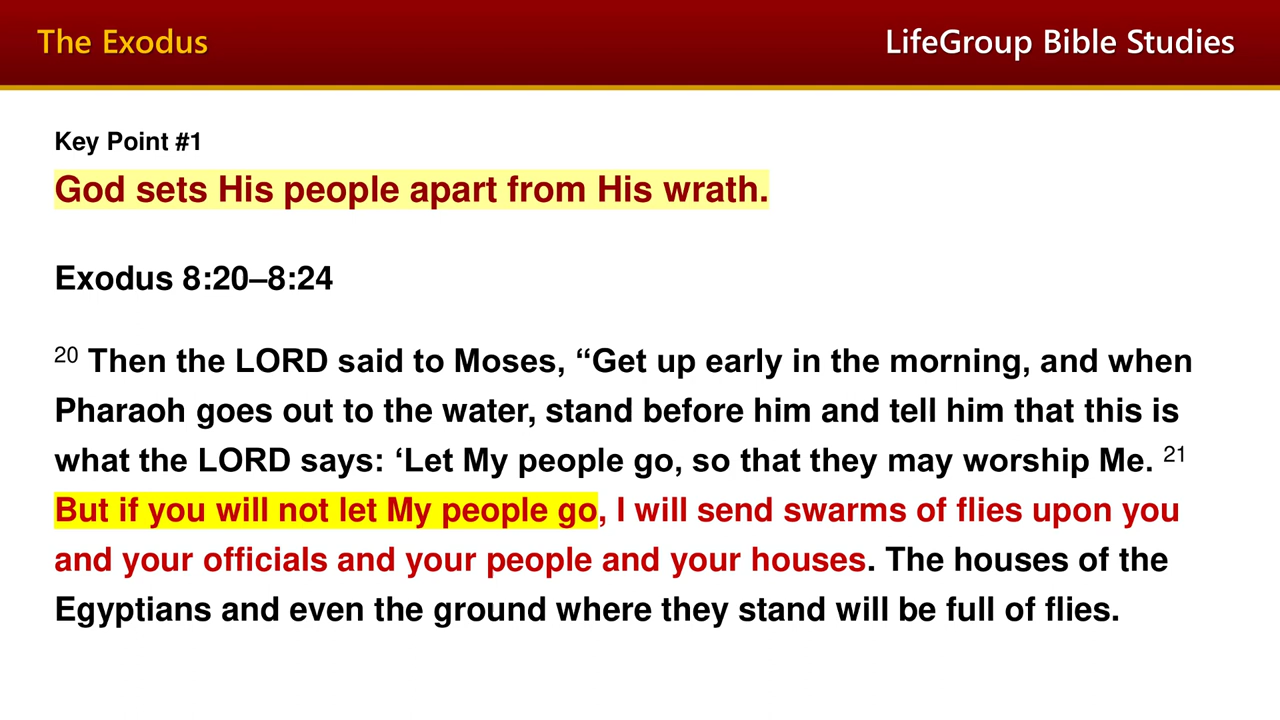 The Exodus
LifeGroup Bible Studies
Key Point #1
God sets His people apart from His wrath.
Exodus 8:20–8:24
20 Then the LORD said to Moses, “Get up early in the morning, and when
Pharaoh goes out to the water, stand before him and tell him that this is
what the LORD says: ‘Let My people go, so that they may worship Me. 21
But if you will not let My people go, I will send swarms of flies upon you
and your officials and your people and your houses. The houses of the
Egyptians and even the ground where they stand will be full of flies.